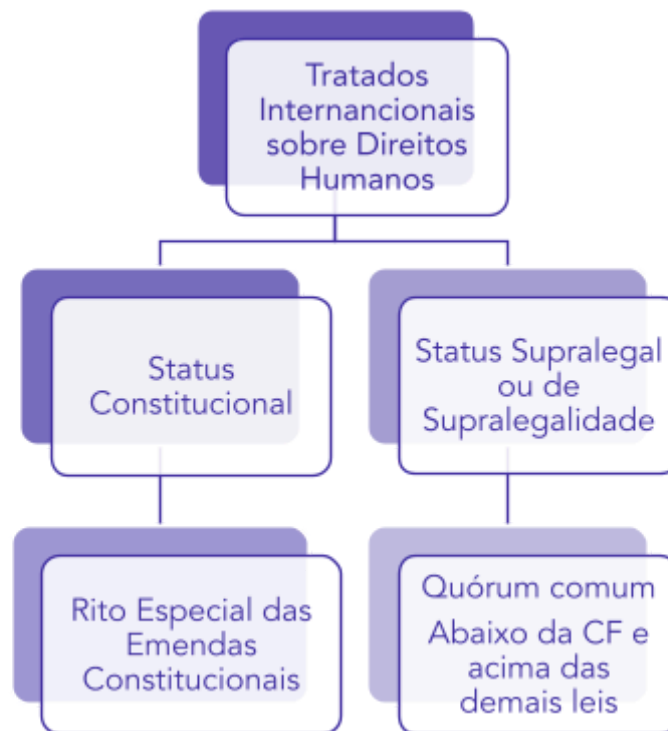 Tratados
Internancionais
sobre Direitos
Humanos
Status
Constitucional
Status Supralegal
ou de
Supralegalidade
Rito Especial das
Emendas
Constitucionais
Quórum comum
Abaixo da CF e
acima das
demais leis